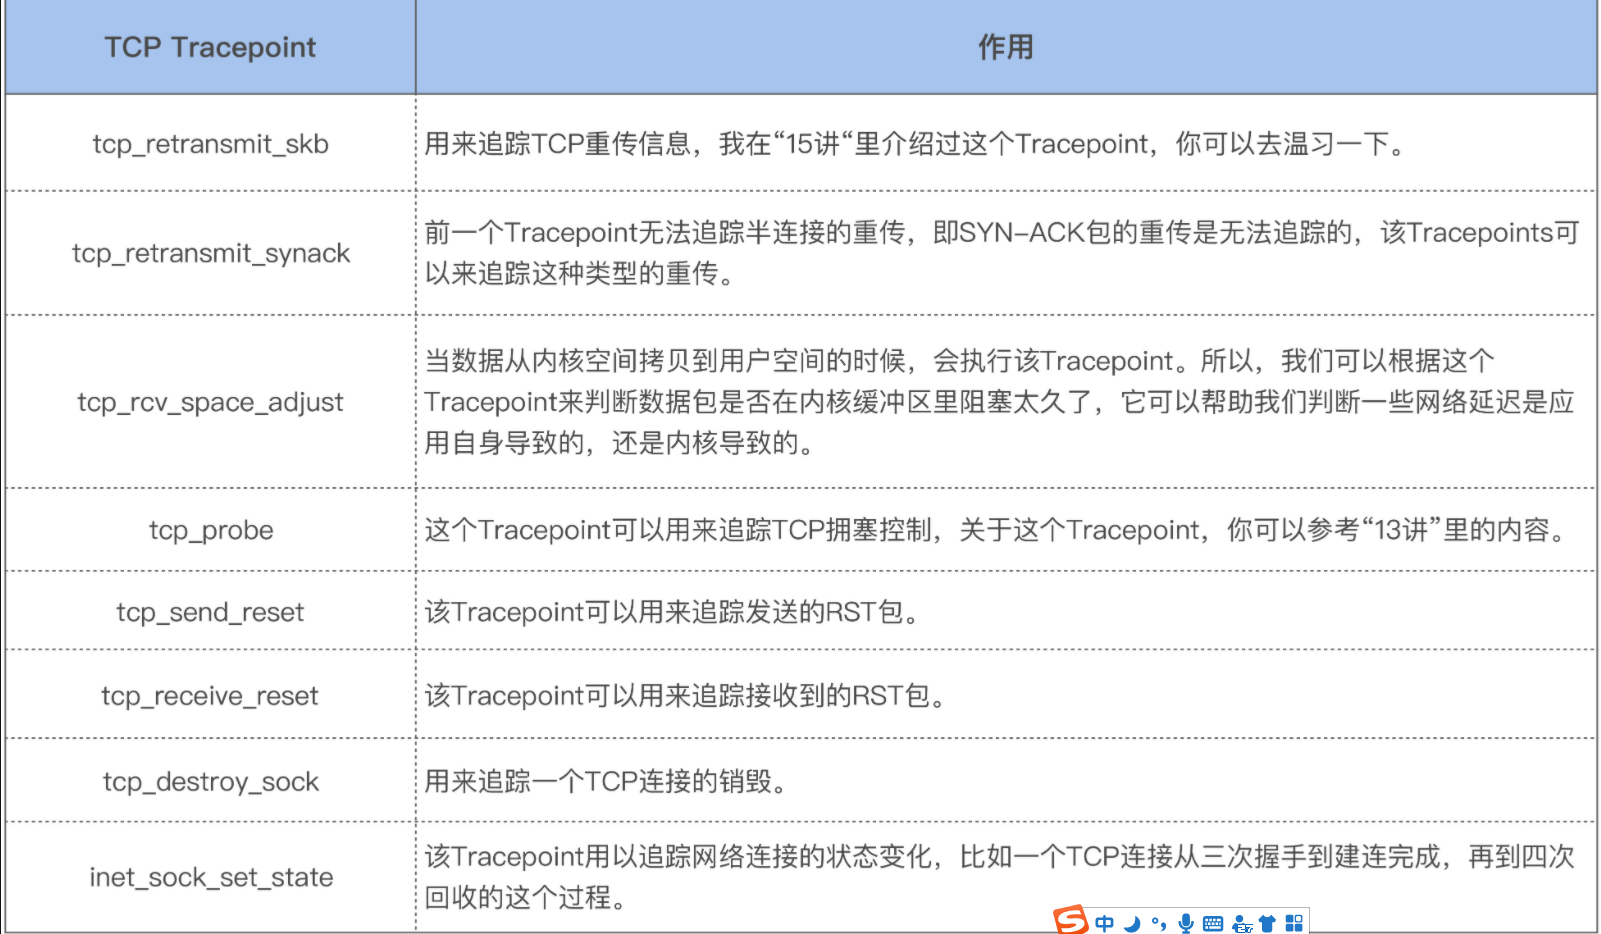 TCP Tracepoint
作用
tcp_retransmit_skb
用来追踪TCP重传信息，我在“15讲“里介绍过这个Tracepoint，你可以去温习一下。
tcp_retransmit_synack
前一个Tracepoint无法追踪半连接的重传，即SYN-ACK包的重传是无法追踪的，该Tracepoints可
以来追踪这种类型的重传。
tcp_rcv_space_adjust
当数据从内核空间拷贝到用户空间的时候，会执行该Tracepoint。所以，我们可以根据这个
Tracepoint来判断数据包是否在内核缓冲区里阻塞太久了，它可以帮助我们判断一些网络延迟是应
用自身导致的，还是内核导致的。
tcp_probe
这个Tracepoint可以用来追踪TCP拥塞控制，关于这个Tracepoint，你可以参考“13讲”里的内容。
tcp_send_reset
该Tracepoint可以用来追踪发送的RST包。
tcp_receive_reset
该Tracepoint可以用来追踪接收到的RST包。
tcp_destroy_sock
用来追踪一个TCP连接的销毁。
inet_sock_set_state
该Tracepoint用以追踪网络连接的状态变化，比如一个TCP连接从三次握手到建连完成，再到四次
回收的这个过程。
S 中